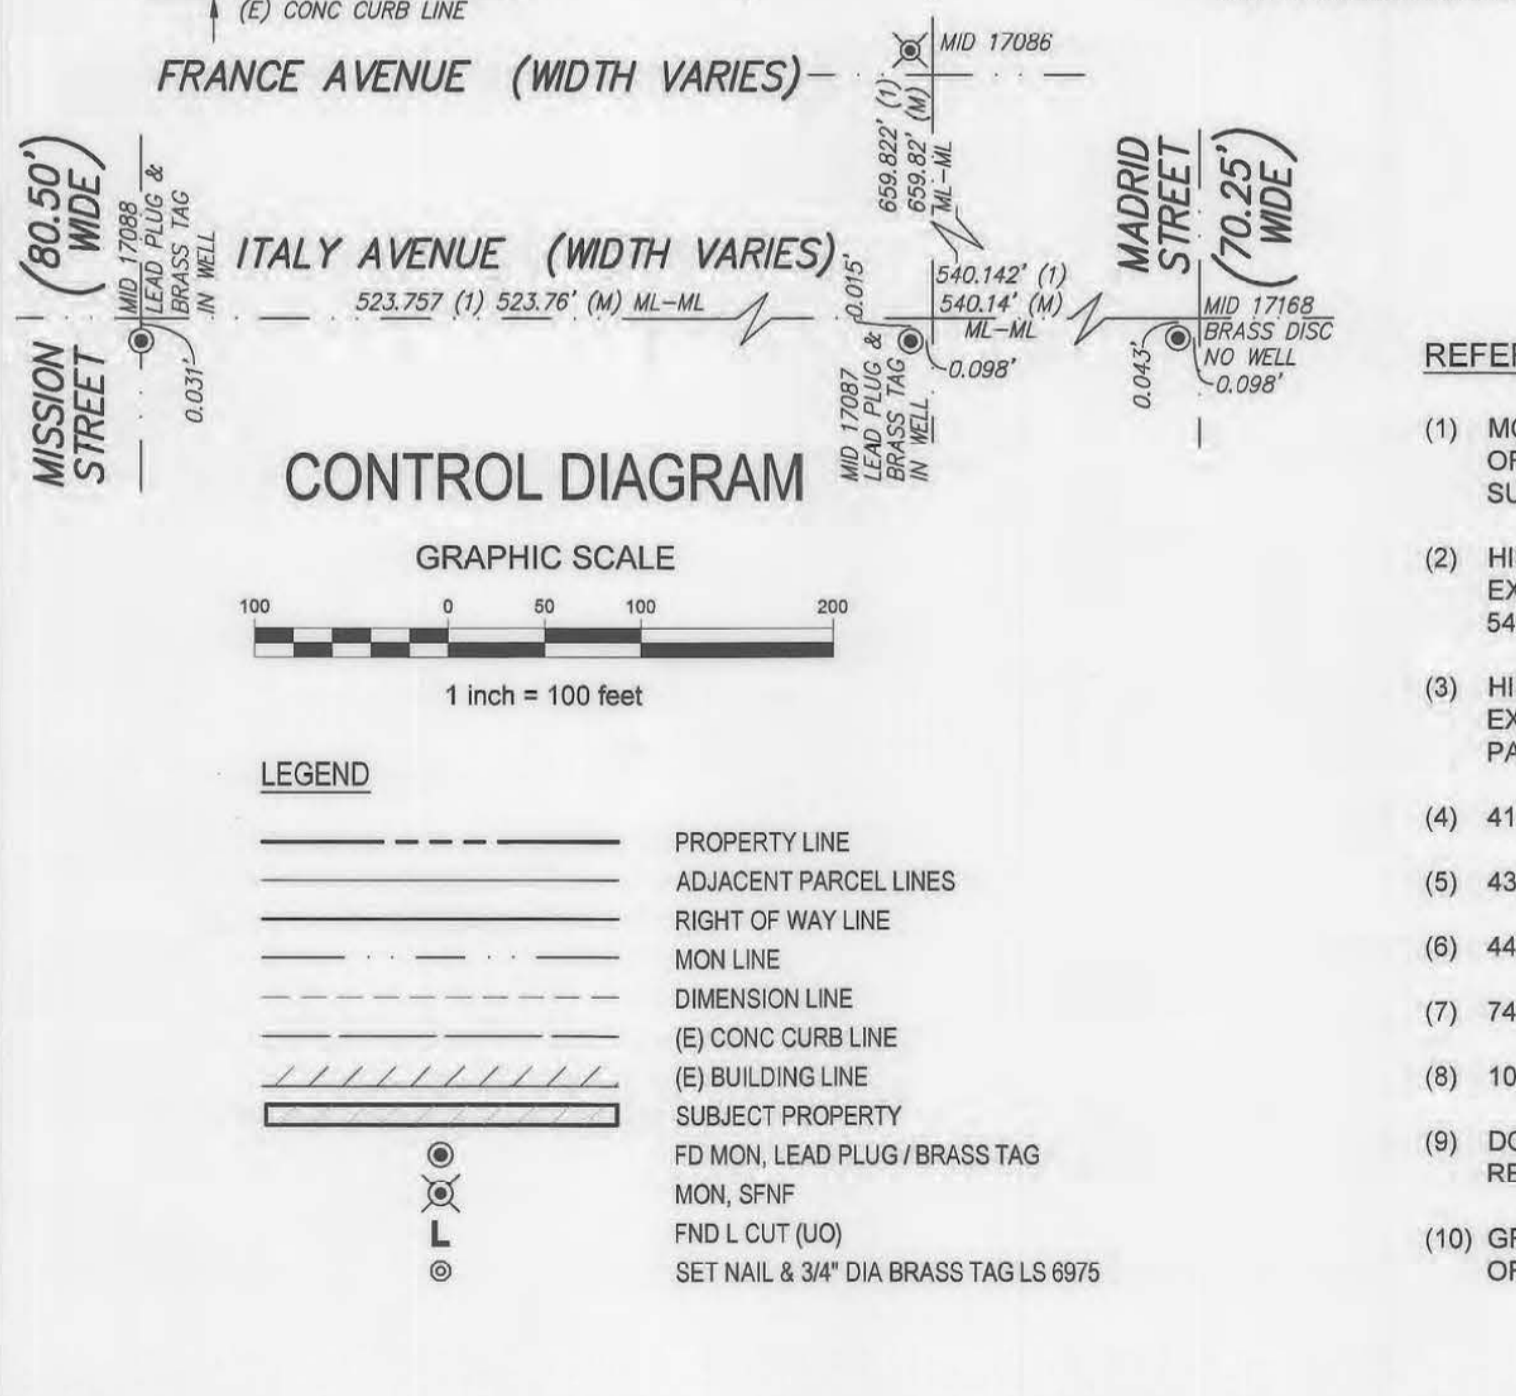 (E) CONC CURB LINE
FRANCE AVENUE (WIDTH VARIES)
MID 17086
659.822' (1)
659.82' (M)
ML-ML
MISSION STREET
(80.50' WIDE)
MID 17088
LEAD PLUG &
BRASS TAG
IN WELL
0.031'
ITALY AVENUE (WIDTH VARIES)
523.757 (1) 523.76' (M) ML-ML
0.015'
540.142' (1)
540.14' (M)
ML-ML
0.098'
MID 17087
LEAD PLUG &
BRASS TAG
IN WELL
MADRID STREET
(70.25' WIDE)
MID 17168
BRASS DISC
NO WELL
0.098'
0.043'
CONTROL DIAGRAM
GRAPHIC SCALE
100 0 50 100 200
1 inch = 100 feet
LEGEND
PROPERTY LINE
ADJACENT PARCEL LINES
RIGHT OF WAY LINE
MON LINE
DIMENSION LINE
(E) CONC CURB LINE
(E) BUILDING LINE
SUBJECT PROPERTY
FD MON, LEAD PLUG / BRASS TAG
MON, SFNF
L FND L CUT (UO)
SET NAIL & 3/4" DIA BRASS TAG LS 6975
(1)
(2)
54
(3)
(4) 41
(5) 43
(6) 44
(7) 74
(8) 10
(9)
(10)